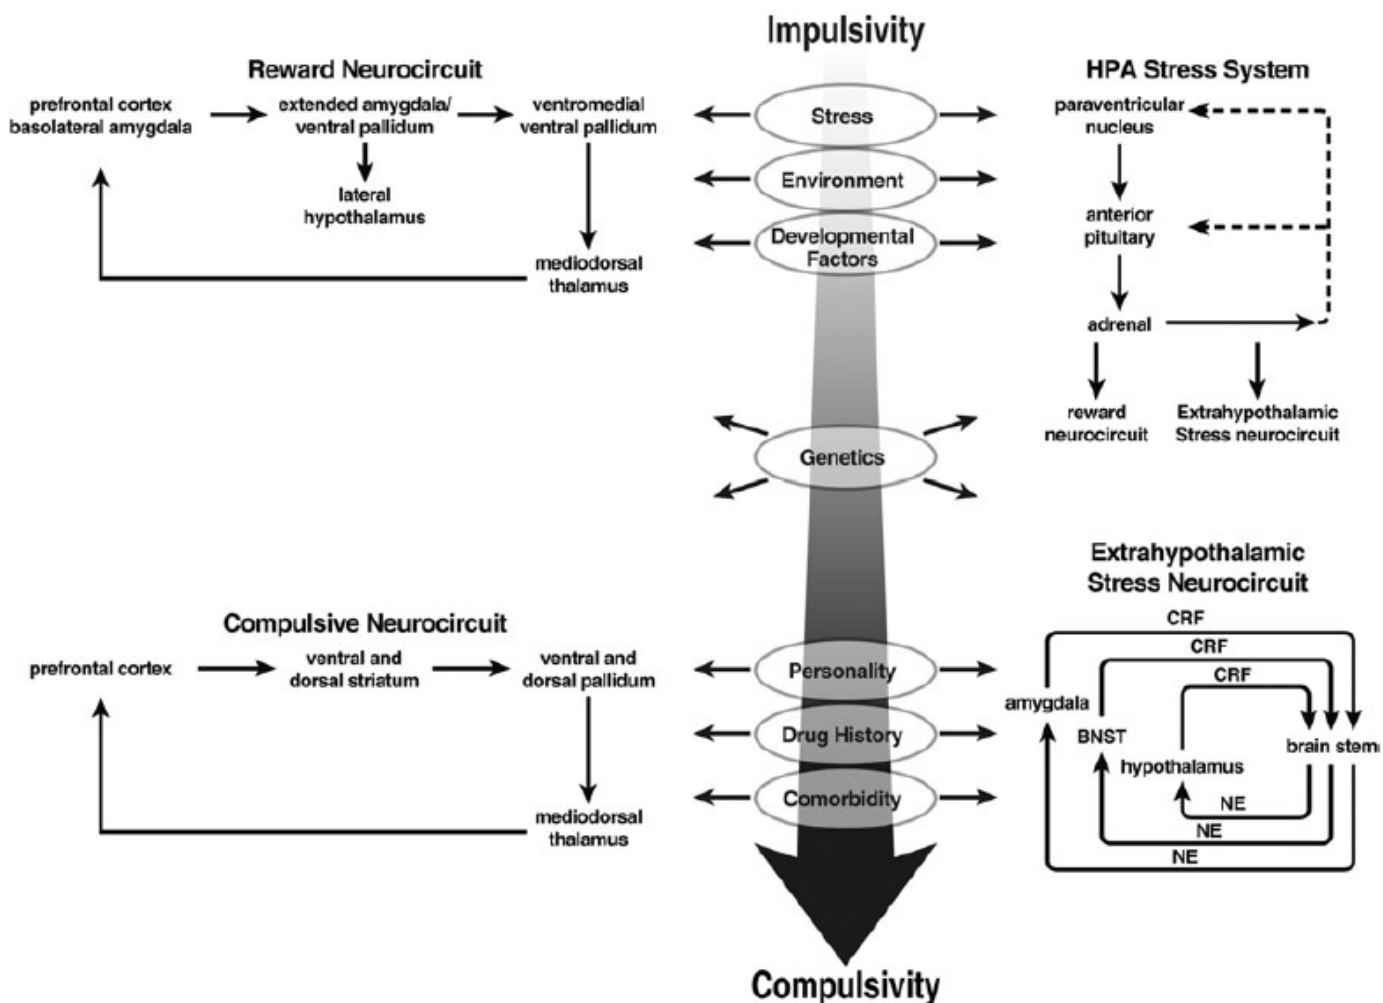 Impulsivity
Reward Neurocircuit
prefrontal cortex
basolateral amygdala
extended amygdala/
ventral pallidum
ventromedial
ventral pallidum
lateral
hypothalamus
mediodorsal
thalamus
Stress
Environment
Developmental
Factors
HPA Stress System
paraventricular
nucleus
anterior
pituitary
adrenal
reward
neurocircuit
Extrahypothalamic
Stress neurocircuit
Genetics
Compulsive Neurocircuit
prefrontal cortex
ventral and
dorsal striatum
ventral and
dorsal pallidum
mediodorsal
thalamus
Personality
Drug History
Comorbidity
Extrahypothalamic
Stress Neurocircuit
CRF
CRF
CRF
amygdala
BNST
hypothalamus
brain stem
NE
NE
NE
Compulsivity